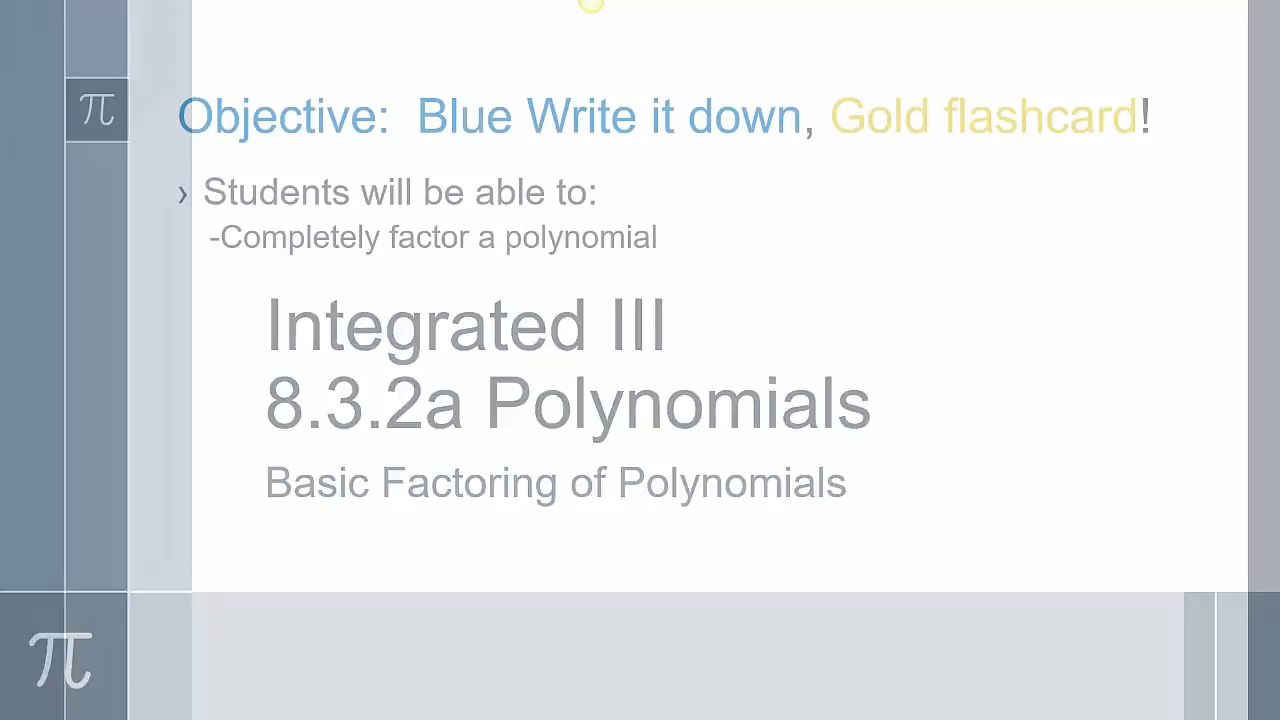 π
Objective:  Blue Write it down, Gold flashcard!
› Students will be able to:
-Completely factor a polynomial
Integrated III
8.3.2a Polynomials
Basic Factoring of Polynomials
π